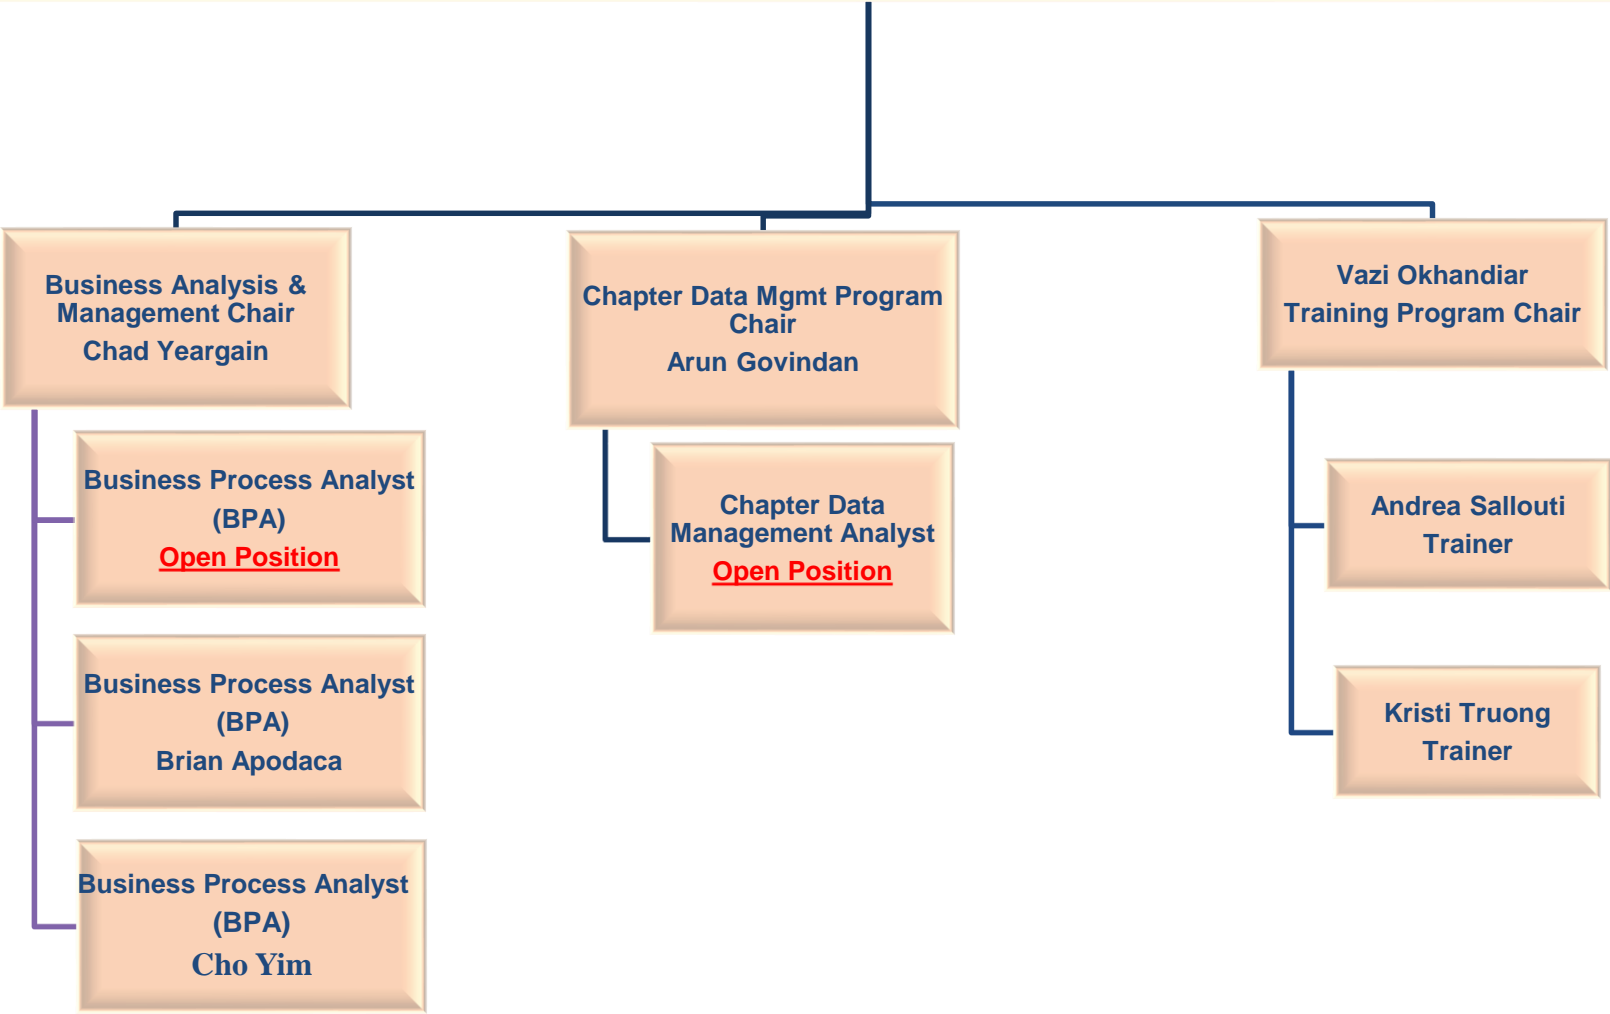 Business Analysis &
Management Chair
Chad Yeargain
Business Process Analyst
(BPA)
Open Position
Business Process Analyst
(BPA)
Brian Apodaca
Business Process Analyst
(BPA)
Cho Yim
Chapter Data Mgmt Program
Chair
Arun Govindan
Chapter Data
Management Analyst
Open Position
Vazi Okhandiar
Training Program Chair
Andrea Sallouti
Trainer
Kristi Truong
Trainer